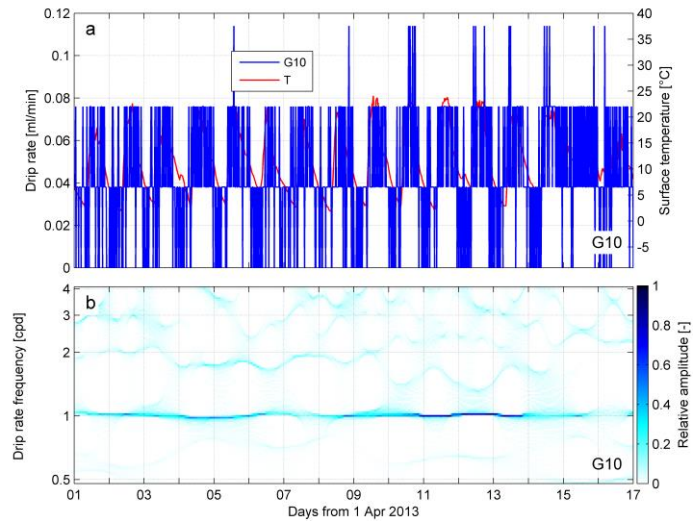 a
G10
T
0.12
0.1
0.08
0.06
0.04
0.02
0
Drip rate [ml/min]
40
35
30
25
20
15
10
5
0
-5
Surface temperature [°C]
G10
b
4
3
2
1
0.5
Drip rate frequency [cpd]
1
0.8
0.6
0.4
0.2
0
Relative amplitude [-]
G10
01 03 05 07 09 11 13 15 17
Days from 1 Apr 2013